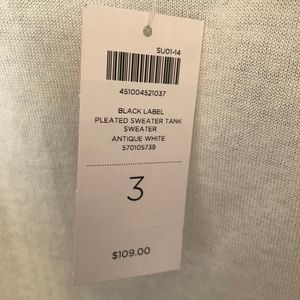 SU01-14
451004521037
BLACK LABEL
PLEATED SWEATER TANK
SWEATER
ANTIQUE WHITE
570105739
3
$109.00